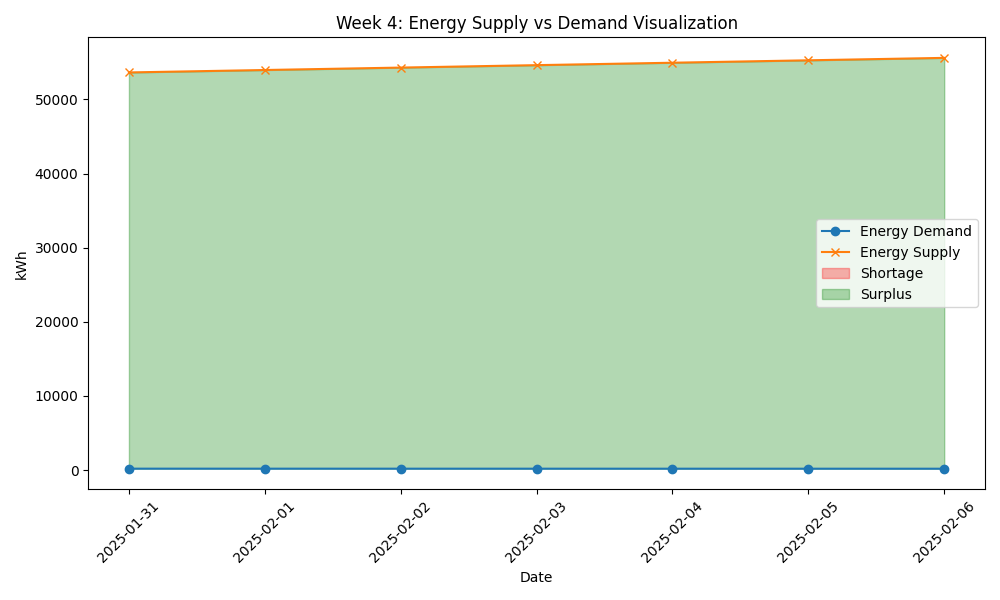 Week 4: Energy Supply vs Demand Visualization
kWh
50000
40000
30000
20000
10000
0
Energy Demand
Energy Supply
Shortage
Surplus
2025-01-31
2025-02-01
2025-02-02
2025-02-03
2025-02-04
2025-02-05
2025-02-06
Date